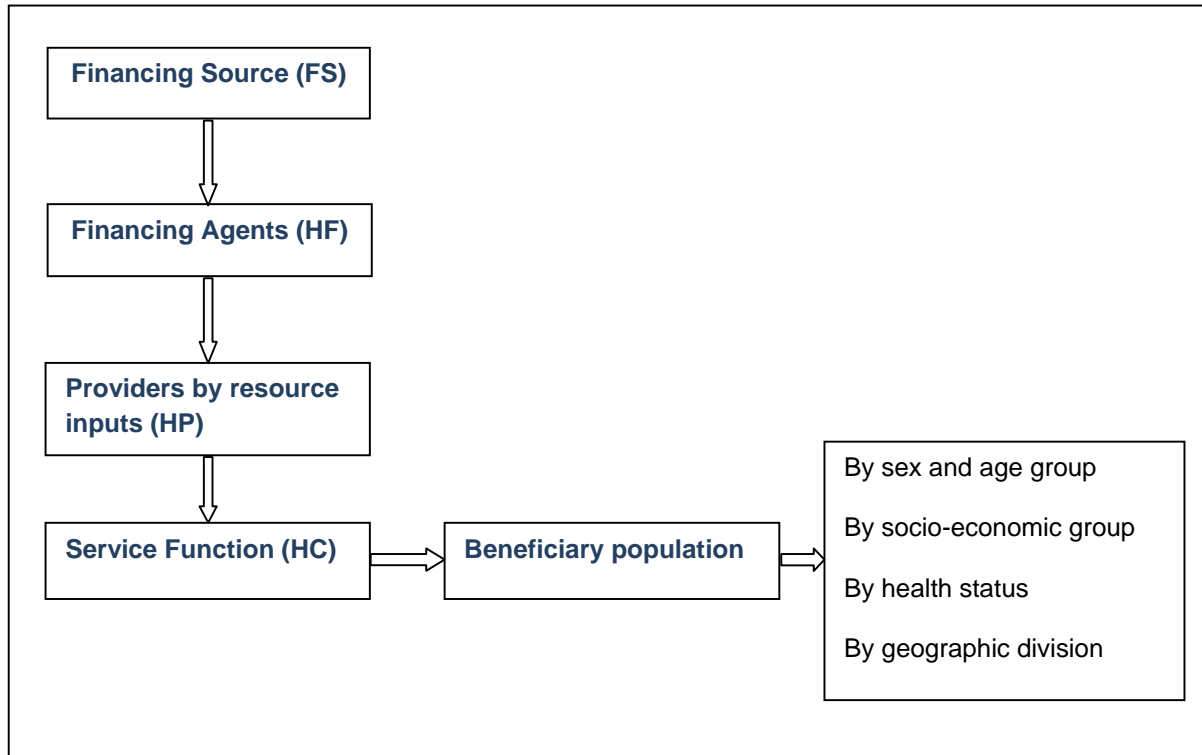 Financing Source (FS)
Financing Agents (HF)
Providers by resource
inputs (HP)
Service Function (HC)
Beneficiary population
By sex and age group
By socio-economic group
By health status
By geographic division